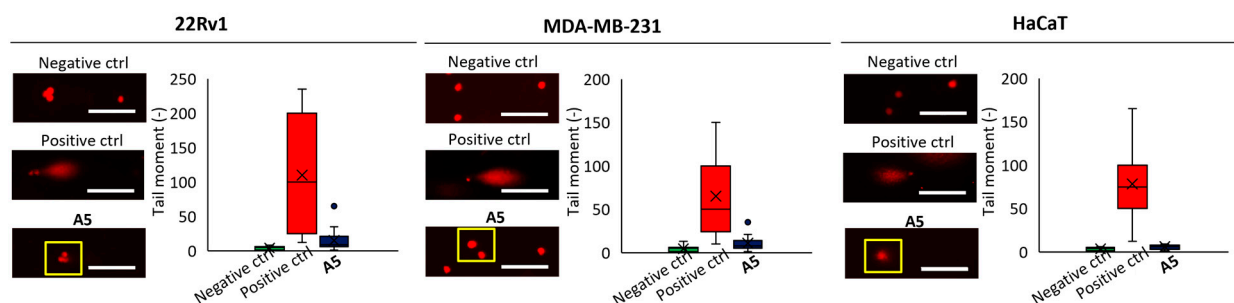 22Rv1
Negative ctrl
Positive ctrl
A5
Tail moment (-)
250
200
150
100
50
0
Negative ctrl
Positive ctrl
A5
MDA-MB-231
Negative ctrl
Positive ctrl
A5
Tail moment (-)
200
150
100
50
0
Negative ctrl
Positive ctrl
A5
HaCaT
Negative ctrl
Positive ctrl
A5
Tail moment (-)
200
150
100
50
0
Negative ctrl
Positive ctrl
A5